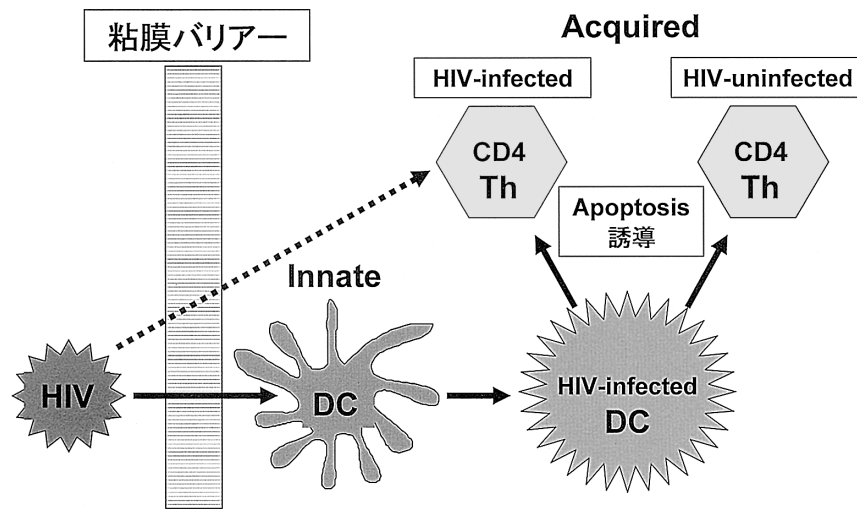 粘膜バリアー
Acquired
HIV-infected
HIV-uninfected
CD4
Th
CD4
Th
Apoptosis
誘導
Innate
HIV
DC
HIV-infected
DC